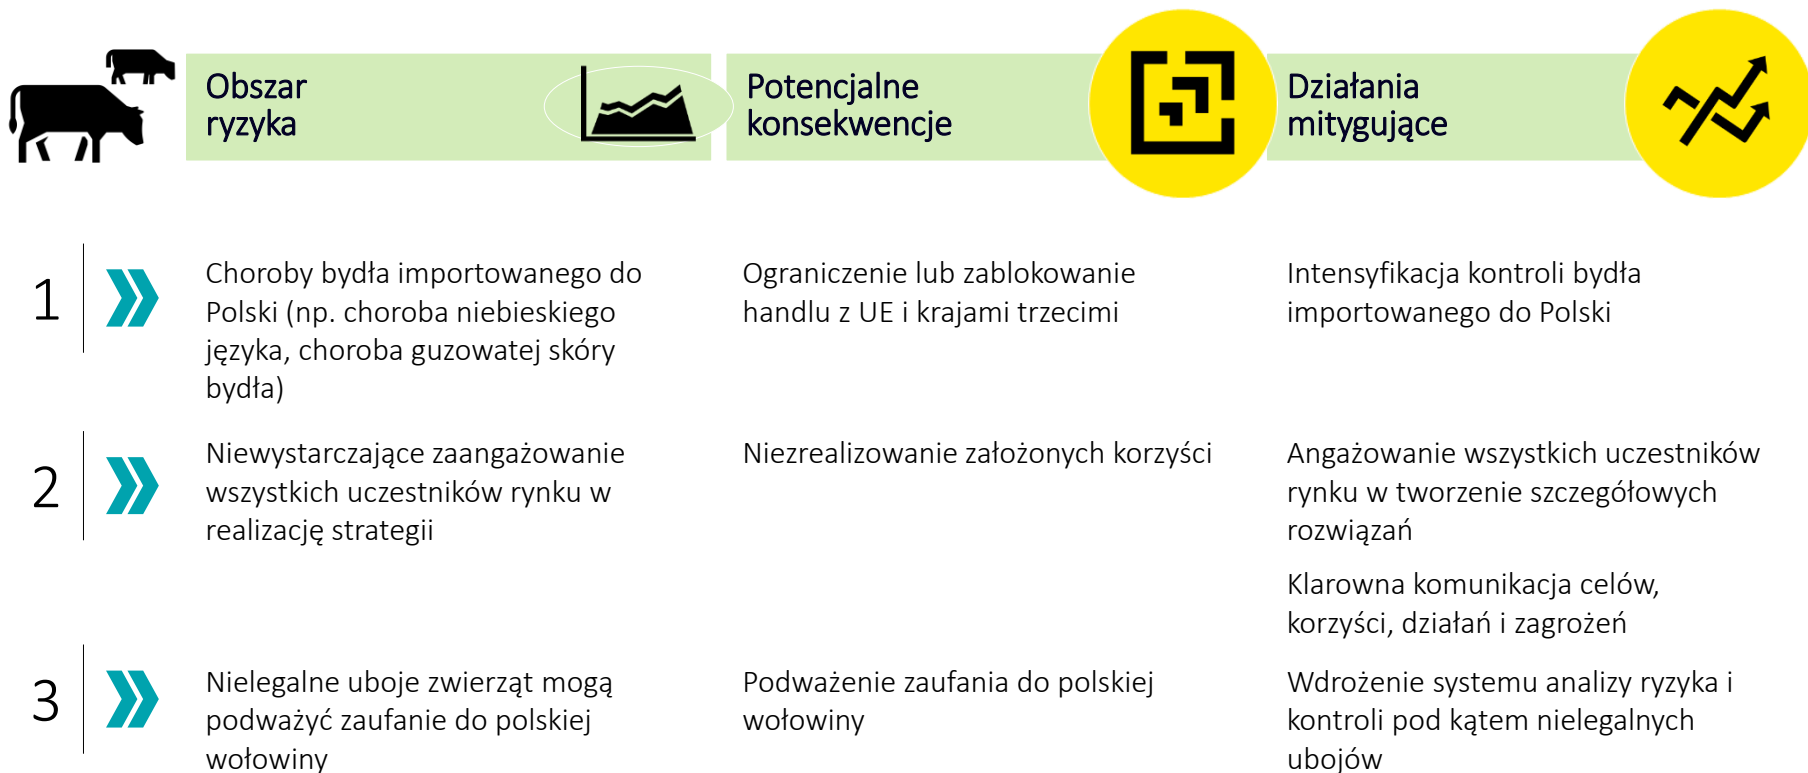 Obszar
ryzyka
Potencjalne
konsekwencje
Działania
mitygujące
1
Choroby bydła importowanego do
Polski (np. choroba niebieskiego
języka, choroba guzowatej skóry
bydła)
Ograniczenie lub zablokowanie
handlu z UE i krajami trzecimi
Intensyfikacja kontroli bydła
importowanego do Polski
2
Niewystarczające zaangażowanie
wszystkich uczestników rynku w
realizację strategii
Niezrealizowanie założonych korzyści
Angażowanie wszystkich uczestników
rynku w tworzenie szczegółowych
rozwiązań
Klarowna komunikacja celów,
korzyści, działań i zagrożeń
3
Nielegalne uboje zwierząt mogą
podważyć zaufanie do polskiej
wołowiny
Podważenie zaufania do polskiej
wołowiny
Wdrożenie systemu analizy ryzyka i
kontroli pod kątem nielegalnych
ubojów